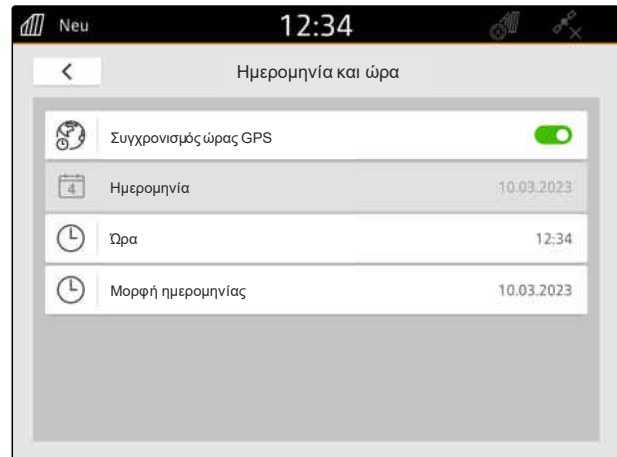 Neu 12:34
Ημερομηνία και ώρα
Συγχρονισμός ώρας GPS
4 Ημερομηνία 10.03.2023
Ώρα 12:34
Μορφή ημερομηνίας 10.03.2023